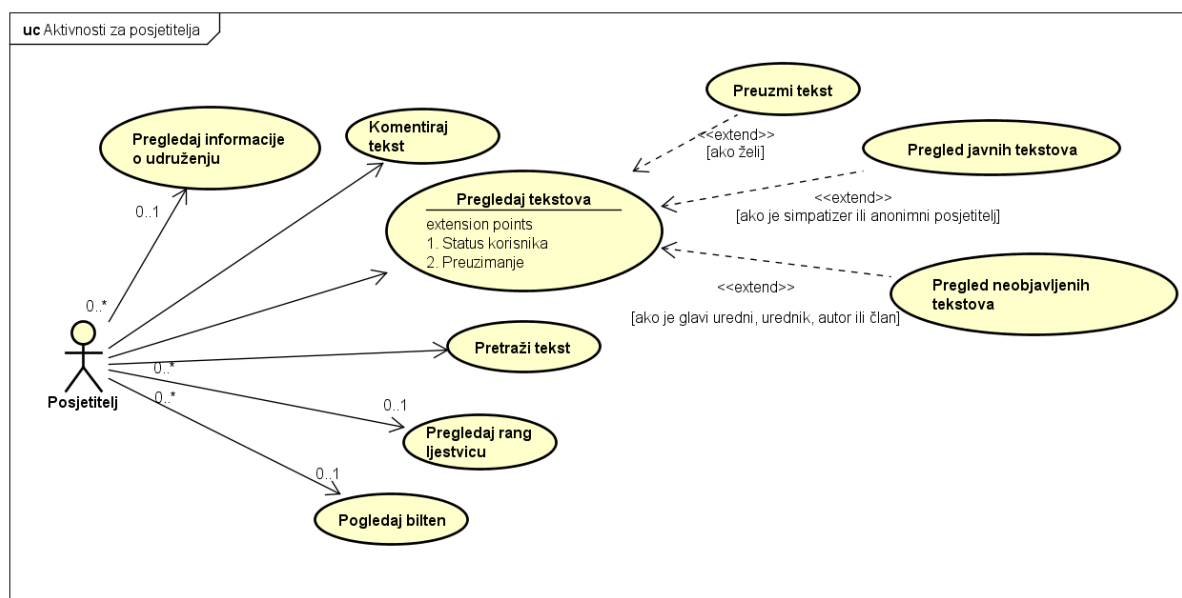 uc Aktivnosti za posjetitelja
Preuzmi tekst
Komentiraj
tekst
Pregledaj informacije
o udruženju
<<extend>>
[ako želi]
Pregled javnih tekstova
Pregledaj tekstova
extension points
1. Status korisnika
2. Preuzimanje
<<extend>>
[ako je simpatizer ili anonimni posjetitelj]
0..1
Pregled neobjavljenih
tekstova
<<extend>>
[ako je glavi uredni, urednik, autor ili član]
0..*
Pretraži tekst
0..*
0..*
Posjetitelj
0..1
Pregledaj rang
ljestvicu
0..1
Pogledaj bilten